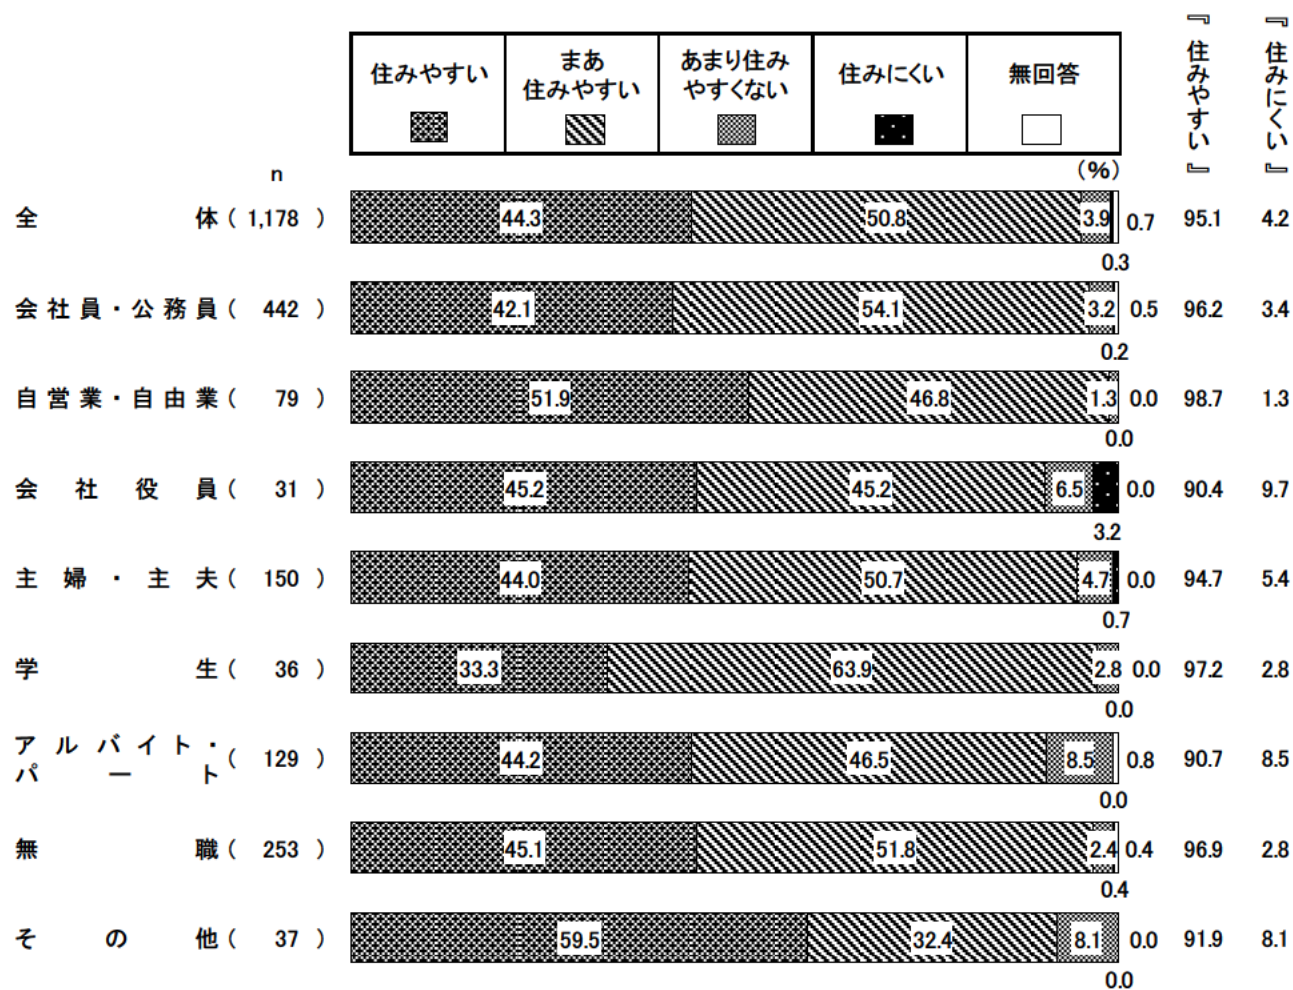 『住みやすい』
『住みにくい』
住みやすい
まあ
住みやすい
あまり住み
やすくない
住みにくい
無回答
n
(%)
全体 ( 1,178 ) 44.3 50.8 3.9 0.7 95.1 4.2
0.3
会社員・公務員 ( 442 ) 42.1 54.1 3.2 0.5 96.2 3.4
0.2
自営業・自由業 ( 79 ) 51.9 46.8 1.3 0.0 98.7 1.3
0.0
会社役員 ( 31 ) 45.2 45.2 6.5 0.0 90.4 9.7
3.2
主婦・主夫 ( 150 ) 44.0 50.7 4.7 0.0 94.7 5.4
0.7
学生 ( 36 ) 33.3 63.9 2.8 0.0 97.2 2.8
0.0
アルバイト・
パート ( 129 ) 44.2 46.5 8.5 0.8 90.7 8.5
0.0
無職 ( 253 ) 45.1 51.8 2.4 0.4 96.9 2.8
0.4
その他 ( 37 ) 59.5 32.4 8.1 0.0 91.9 8.1
0.0